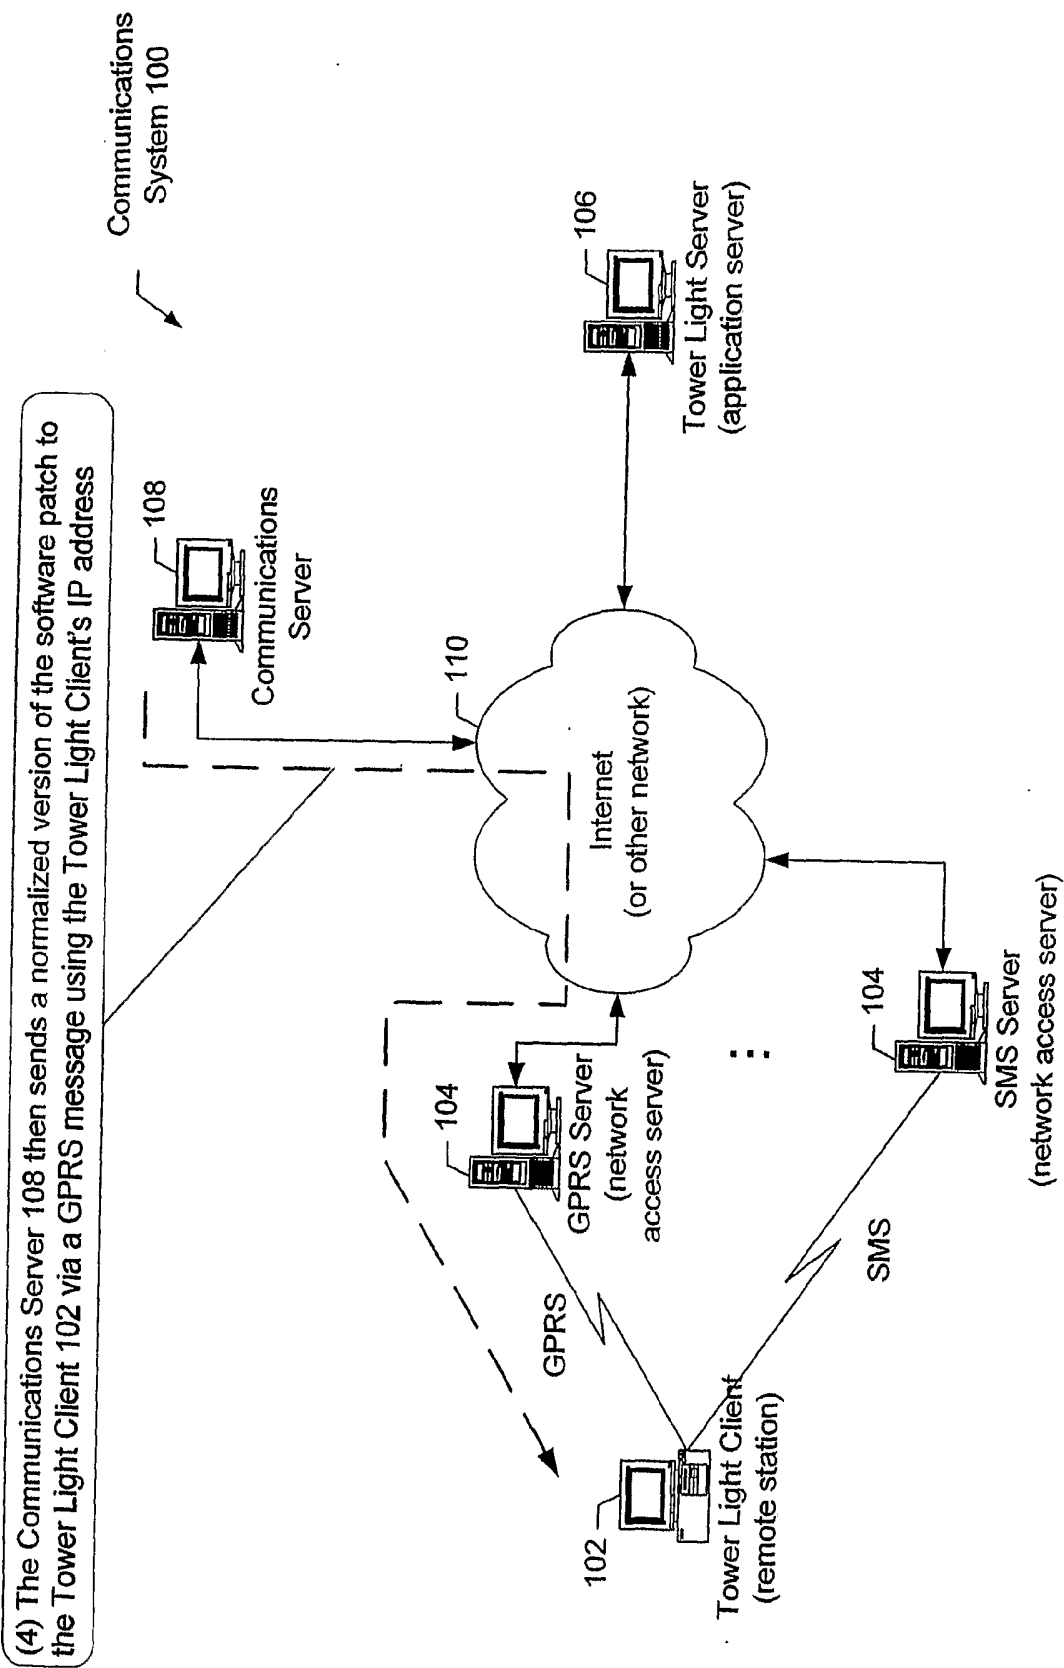 (4) The Communications Server 108 then sends a normalized version of the software patch to
the Tower Light Client 102 via a GPRS message using the Tower Light Client's IP address
Communications
System 100
108
Communications
Server
106
Tower Light Server
(application server)
110
Internet
(or other network)
104
GPRS Server
(network
access server)
104
SMS Server
(network access server)
GPRS
SMS
102
Tower Light Client
(remote station)